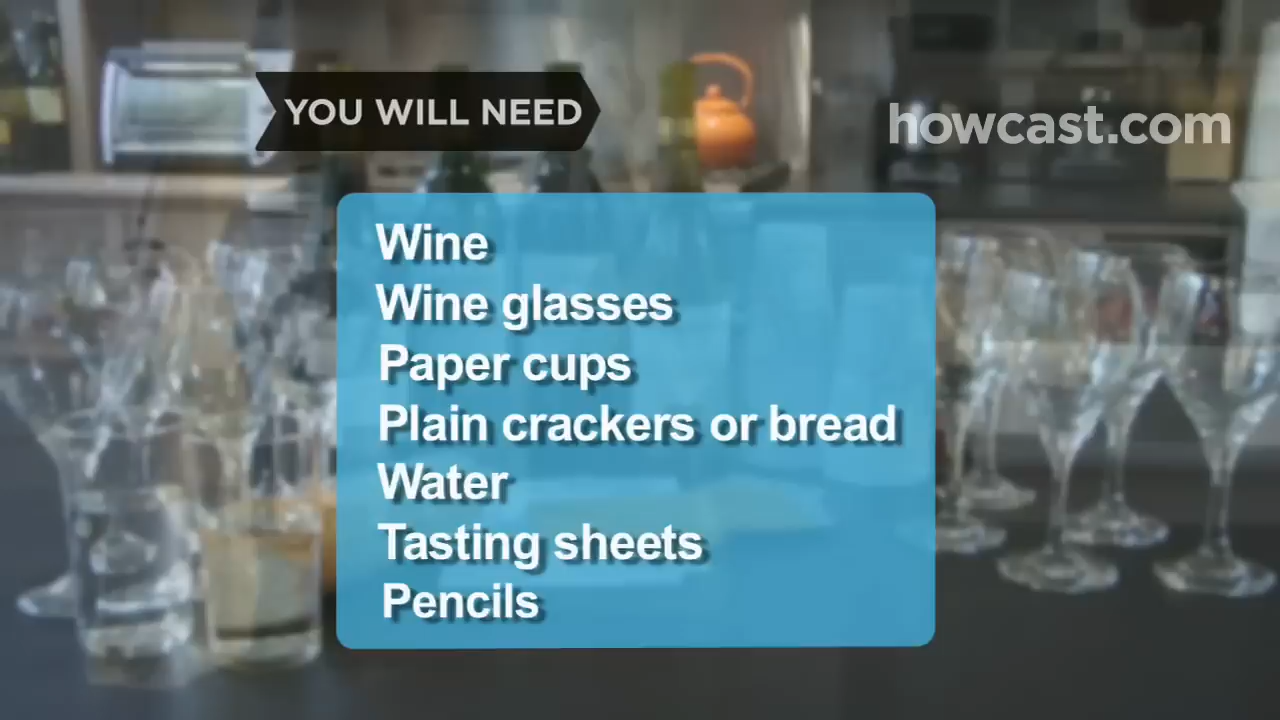 YOU WILL NEED
howcast.com
Wine
Wine glasses
Paper cups
Plain crackers or bread
Water
Tasting sheets
Pencils